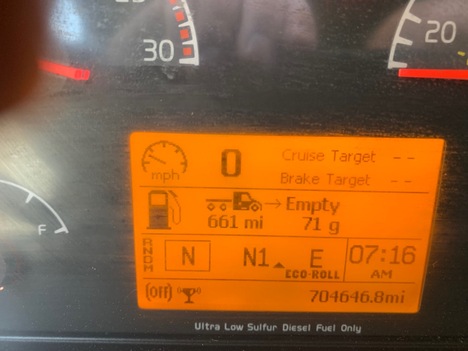 25
30
20
0
mph
Cruise Target --
Brake Target --
Empty
661 mi
71 g
F
R
N
D
M
N
N1
E
ECO-ROLL
07:16
AM
(Off)
704646.8mi
Ultra Low Sulfur Diesel Fuel Only